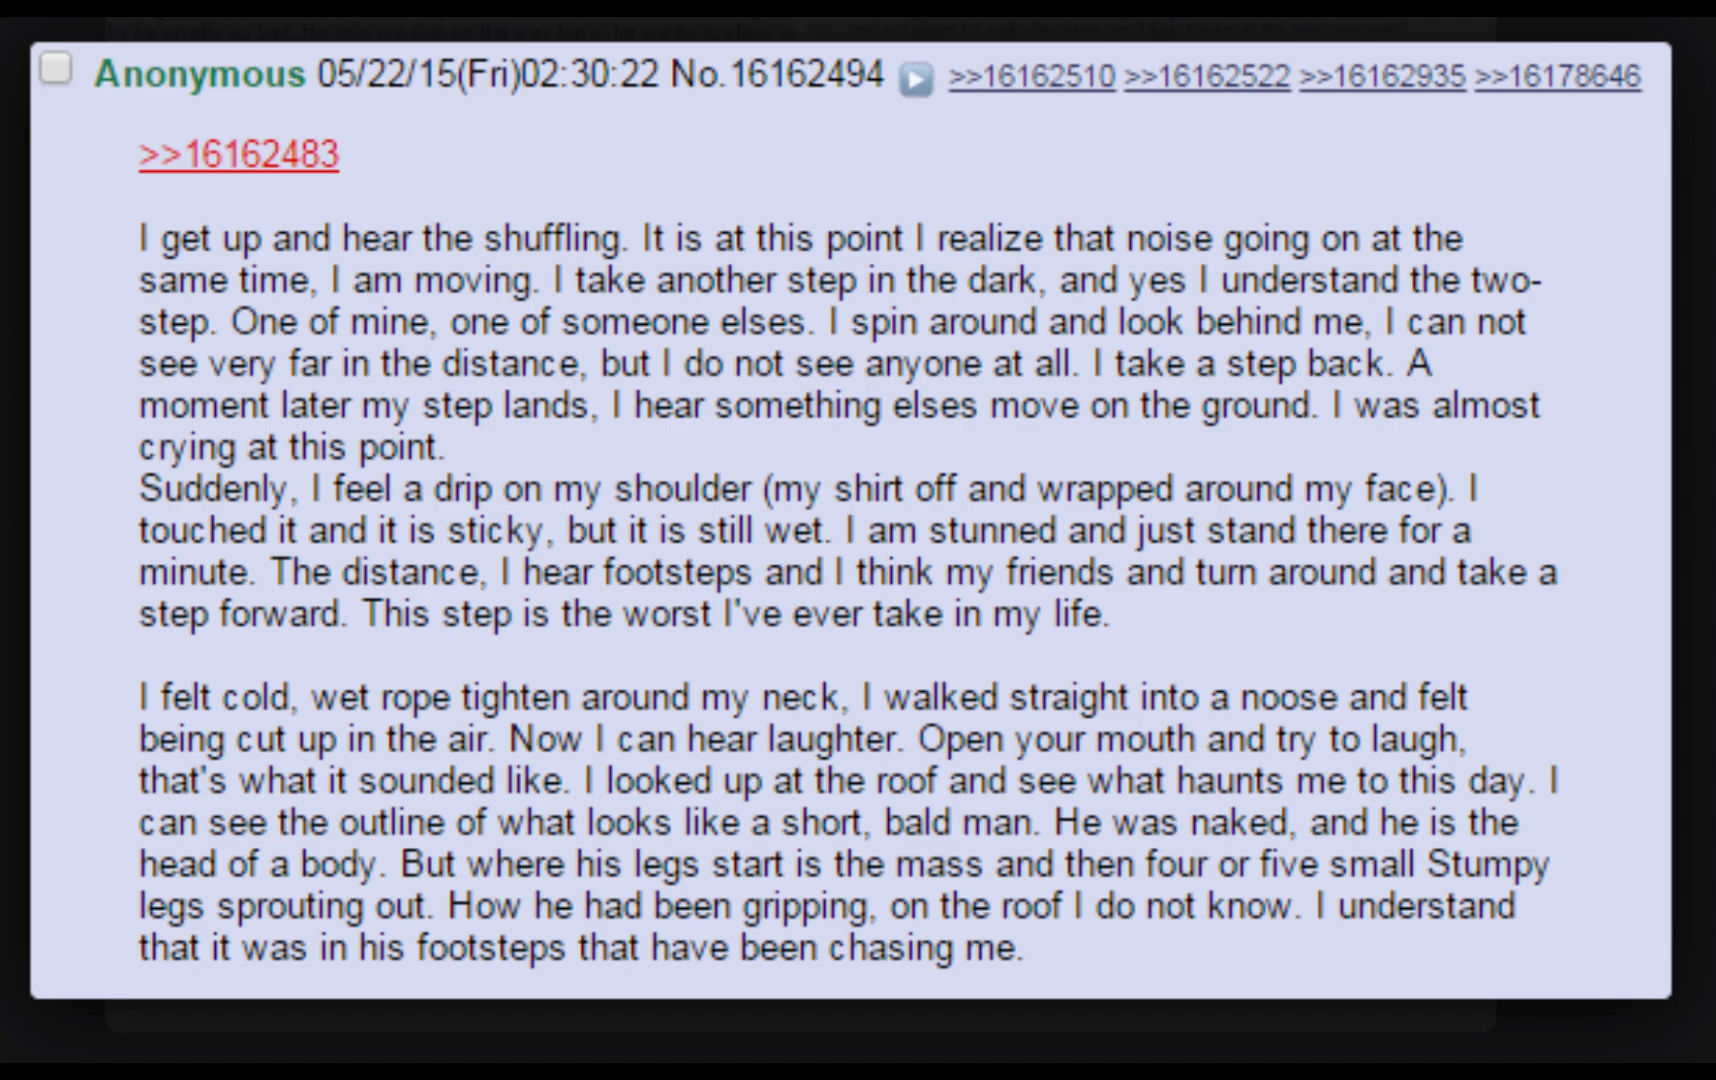 Anonymous 05/22/15(Fri)02:30:22 No.16162494 >>16162510 >>16162522 >>16162935 >>16178646
>>16162483
I get up and hear the shuffling. It is at this point I realize that noise going on at the
same time, I am moving. I take another step in the dark, and yes I understand the two-
step. One of mine, one of someone elses. I spin around and look behind me, I can not
see very far in the distance, but I do not see anyone at all. I take a step back. A
moment later my step lands, I hear something elses move on the ground. I was almost
crying at this point.
Suddenly, I feel a drip on my shoulder (my shirt off and wrapped around my face). I
touched it and it is sticky, but it is still wet. I am stunned and just stand there for a
minute. The distance, I hear footsteps and I think my friends and turn around and take a
step forward. This step is the worst I've ever take in my life.
I felt cold, wet rope tighten around my neck, I walked straight into a noose and felt
being cut up in the air. Now I can hear laughter. Open your mouth and try to laugh,
that's what it sounded like. I looked up at the roof and see what haunts me to this day. I
can see the outline of what looks like a short, bald man. He was naked, and he is the
head of a body. But where his legs start is the mass and then four or five small Stumpy
legs sprouting out. How he had been gripping, on the roof I do not know. I understand
that it was in his footsteps that have been chasing me.